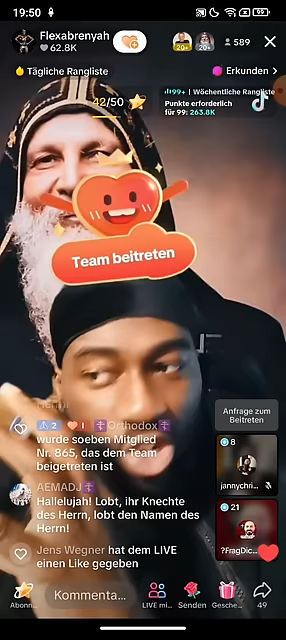 19:50
99
Flexabrenyah
62.8K
20+
20+
589
Tägliche Rangliste
Erkunden >
42/50
99+ | Wöchentliche Rangliste
Punkte erforderlich
für 99: 263.8K
Team beitreten
Anfrage zum
Beitreten
2 1 Orthodox
wurde soeben Mitglied
Nr. 865, das dem Team
beigetreten ist
8
jannychri...
AEMADJ
Hallelujah! Lobt, ihr Knechte
des Herrn, lobt den Namen des
Herrn!
21
?FragDic...
Jens Wegner hat dem LIVE
einen Like gegeben
Abonn...
Kommenta...
LIVE mi...
Senden
Gesche...
49